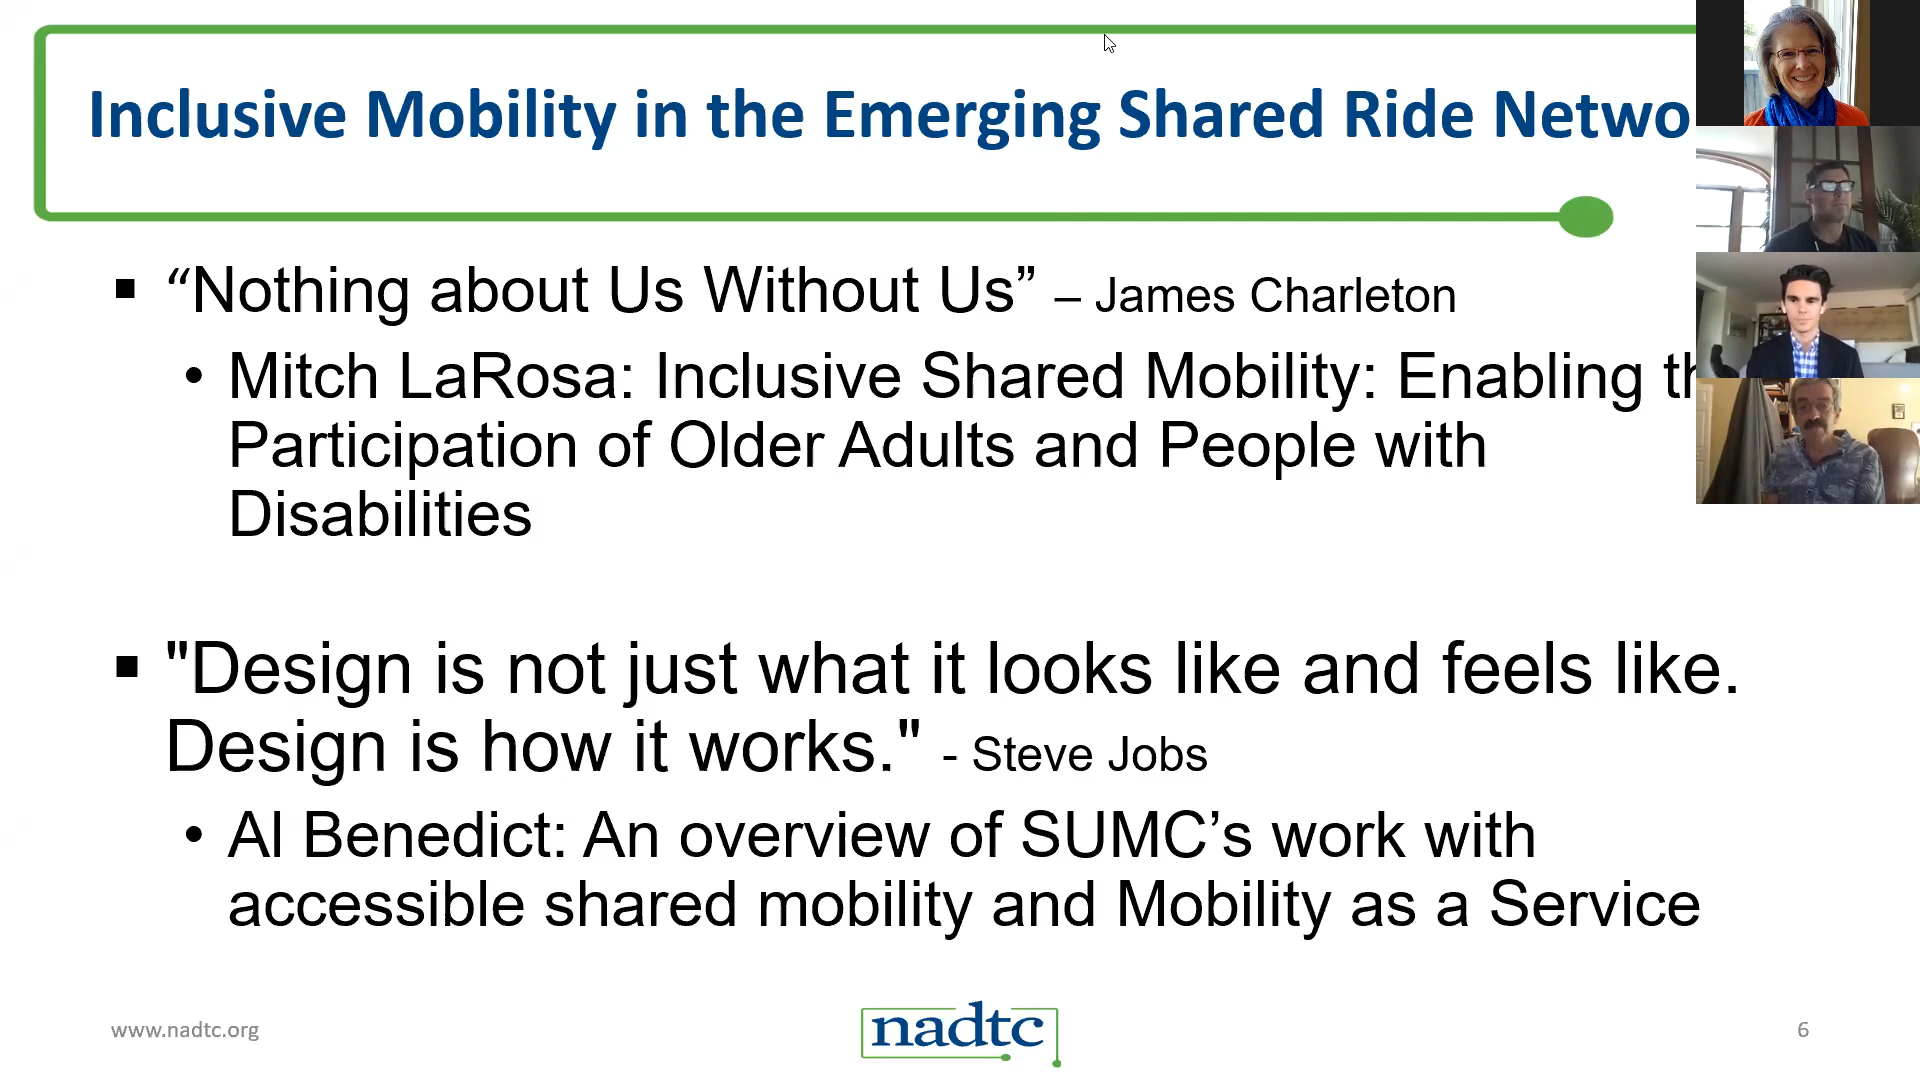 Inclusive Mobility in the Emerging Shared Ride Netwo
▪ “Nothing about Us Without Us” – James Charleton
• Mitch LaRosa: Inclusive Shared Mobility: Enabling th
Participation of Older Adults and People with
Disabilities
▪ "Design is not just what it looks like and feels like.
Design is how it works." - Steve Jobs
• Al Benedict: An overview of SUMC’s work with
accessible shared mobility and Mobility as a Service
www.nadtc.org
nadtc
6